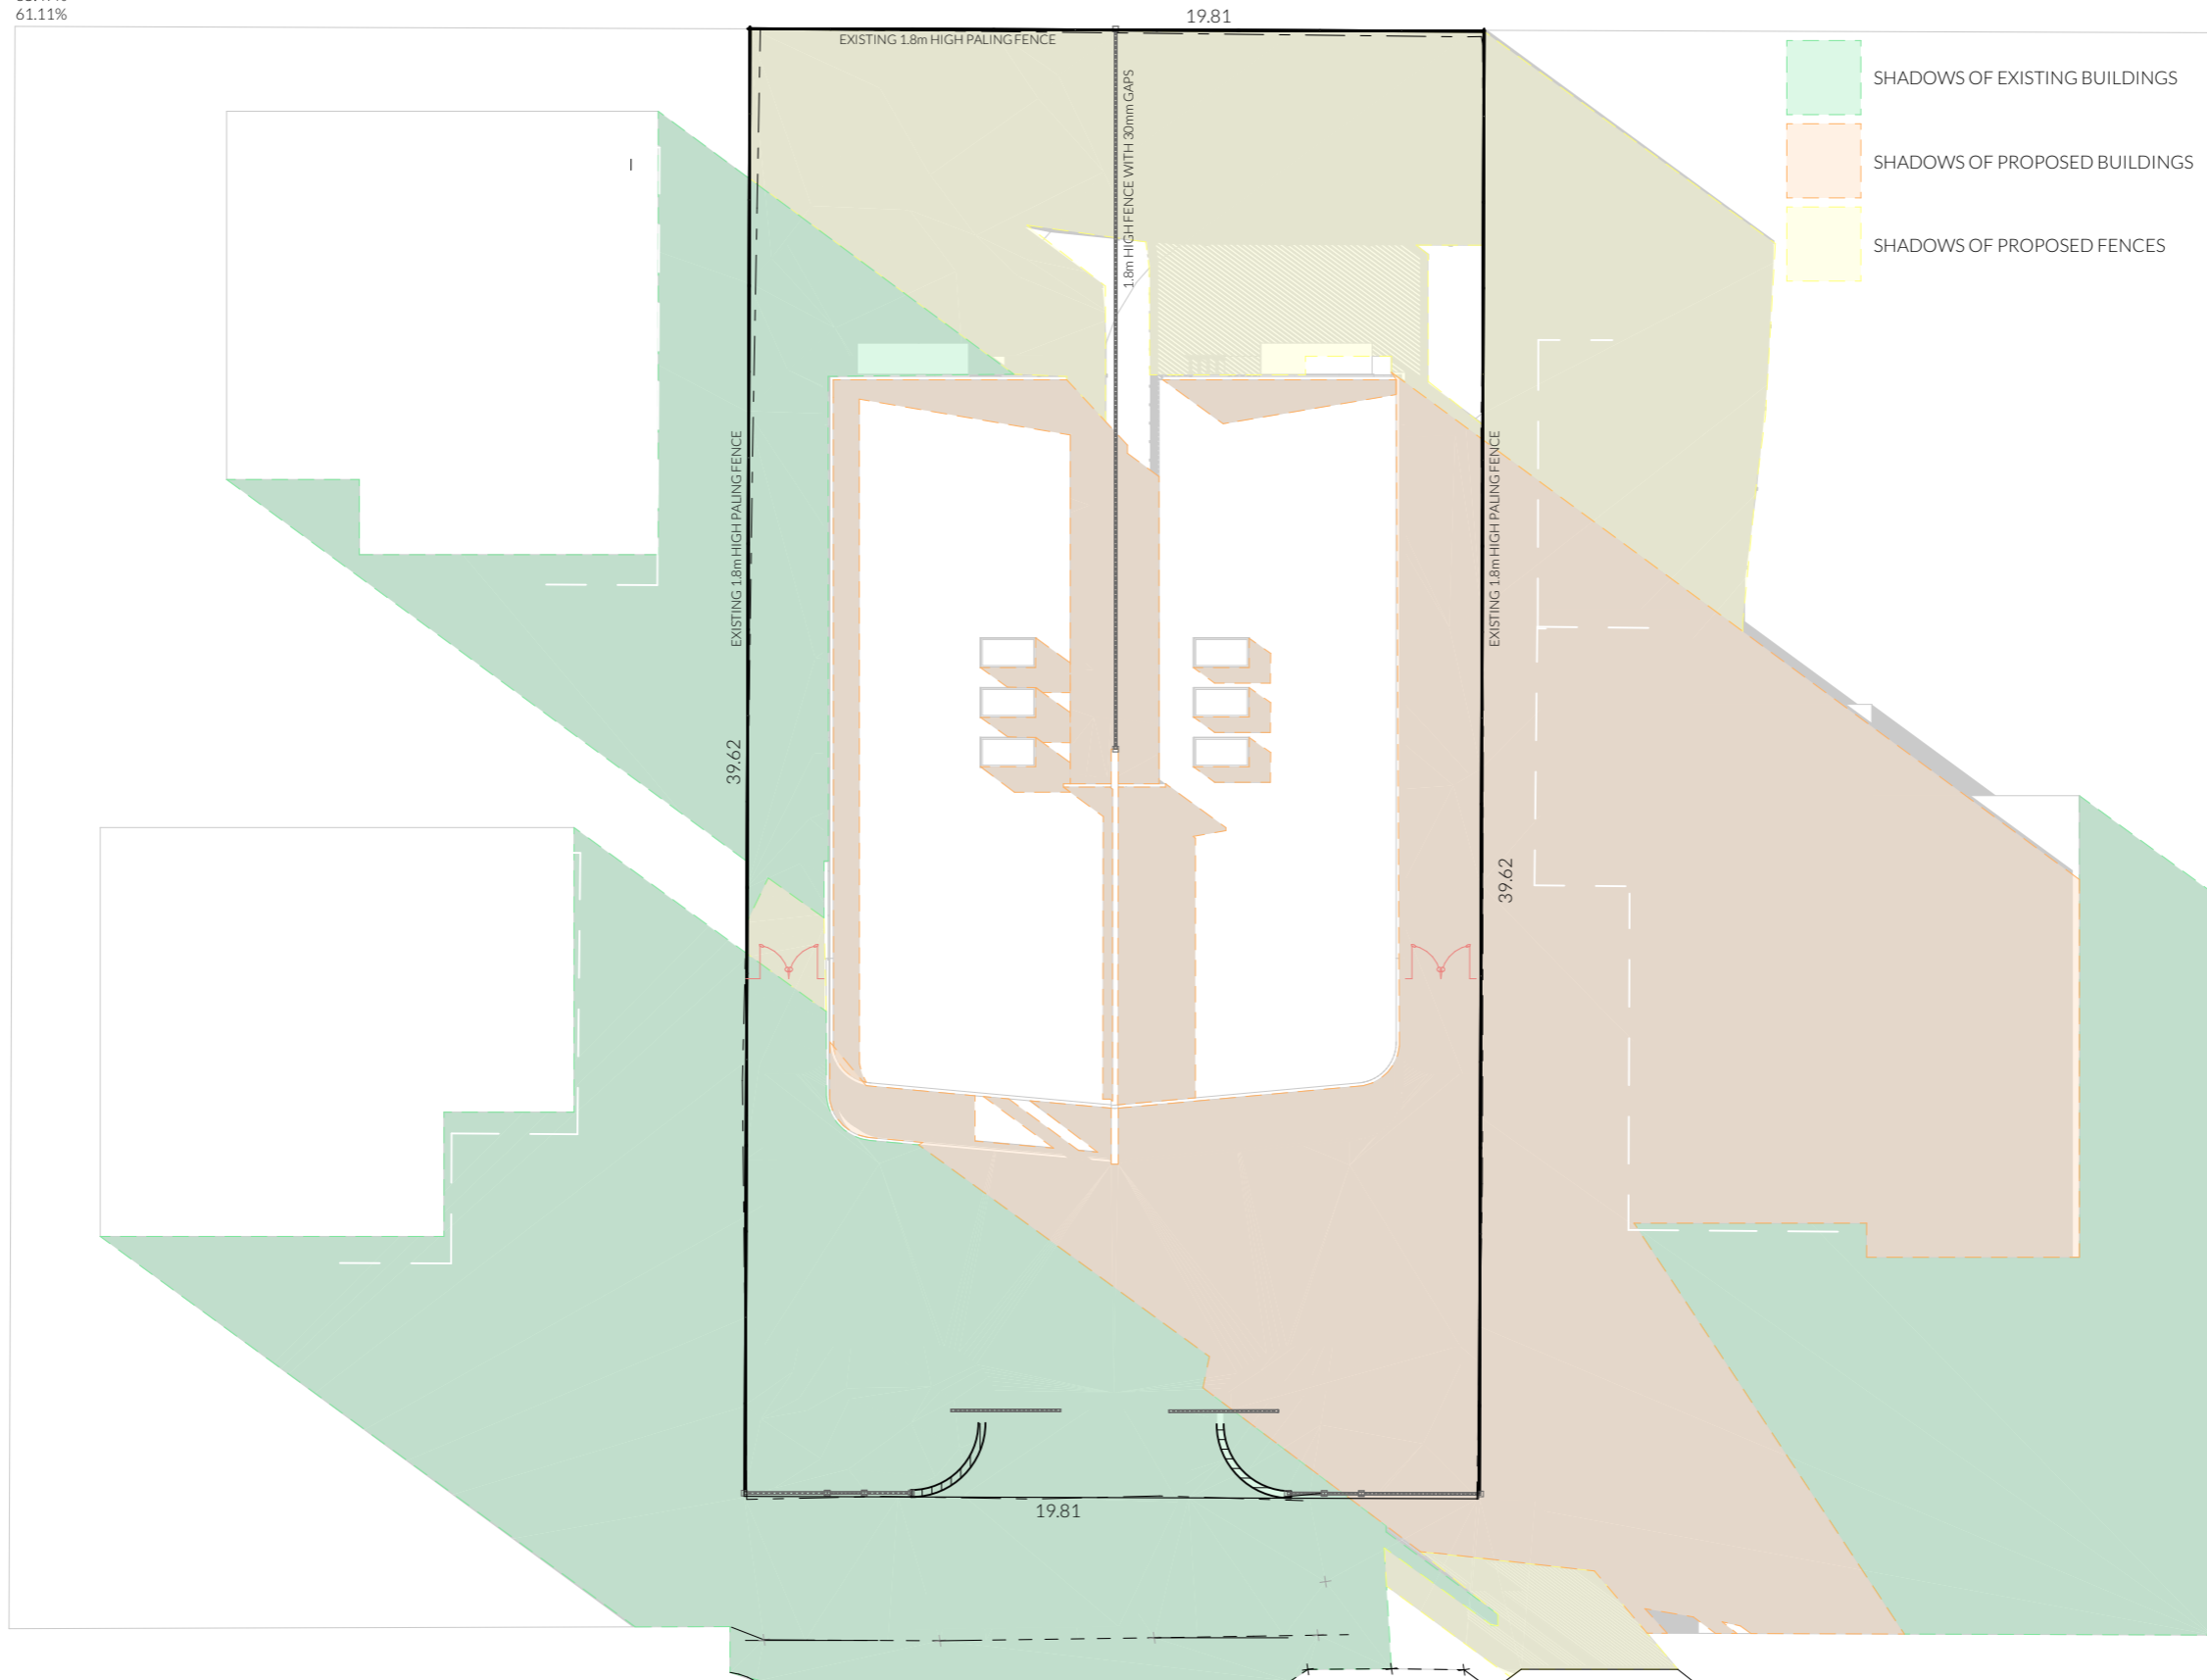 61.11%
19.81
EXISTING 1.8m HIGH PALING FENCE
1.8m HIGH FENCE WITH 30mm GAPS
SHADOWS OF EXISTING BUILDINGS
SHADOWS OF PROPOSED BUILDINGS
SHADOWS OF PROPOSED FENCES
EXISTING 1.8m HIGH PALING FENCE
EXISTING 1.8m HIGH PALING FENCE
39.62
39.62
19.81